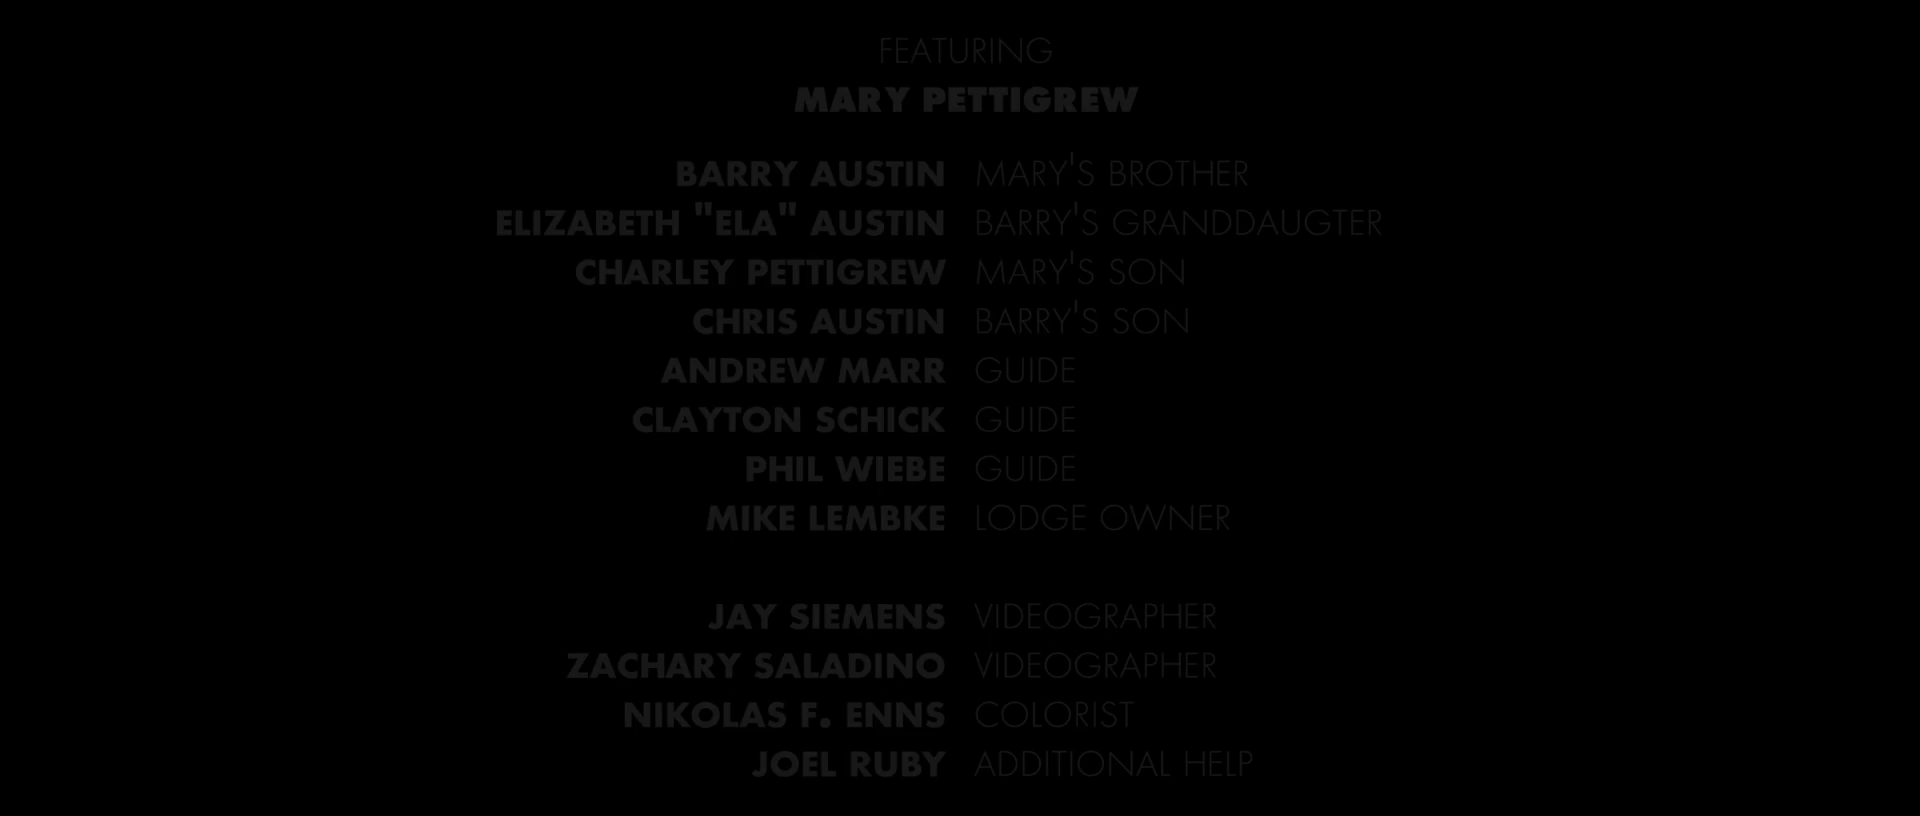 FEATURING
MARY PETTIGREW
BARRY AUSTIN MARY'S BROTHER
ELIZABETH "ELA" AUSTIN BARRY'S GRANDDAUGTER
CHARLEY PETTIGREW MARY'S SON
CHRIS AUSTIN BARRY'S SON
ANDREW MARR GUIDE
CLAYTON SCHICK GUIDE
PHIL WIEBE GUIDE
MIKE LEMBKE LODGE OWNER
JAY SIEMENS VIDEOGRAPHER
ZACHARY SALADINO VIDEOGRAPHER
NIKOLAS F. ENNS COLORIST
JOEL RUBY ADDITIONAL HELP